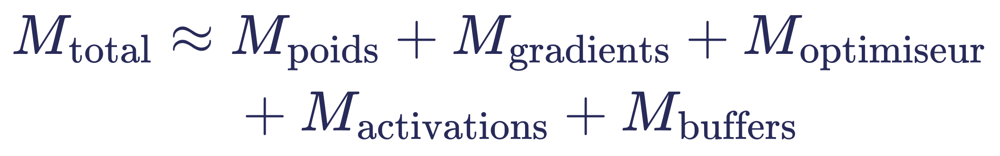 M_total ≈ M_poids + M_gradients + M_optimiseur
+ M_activations + M_buffers